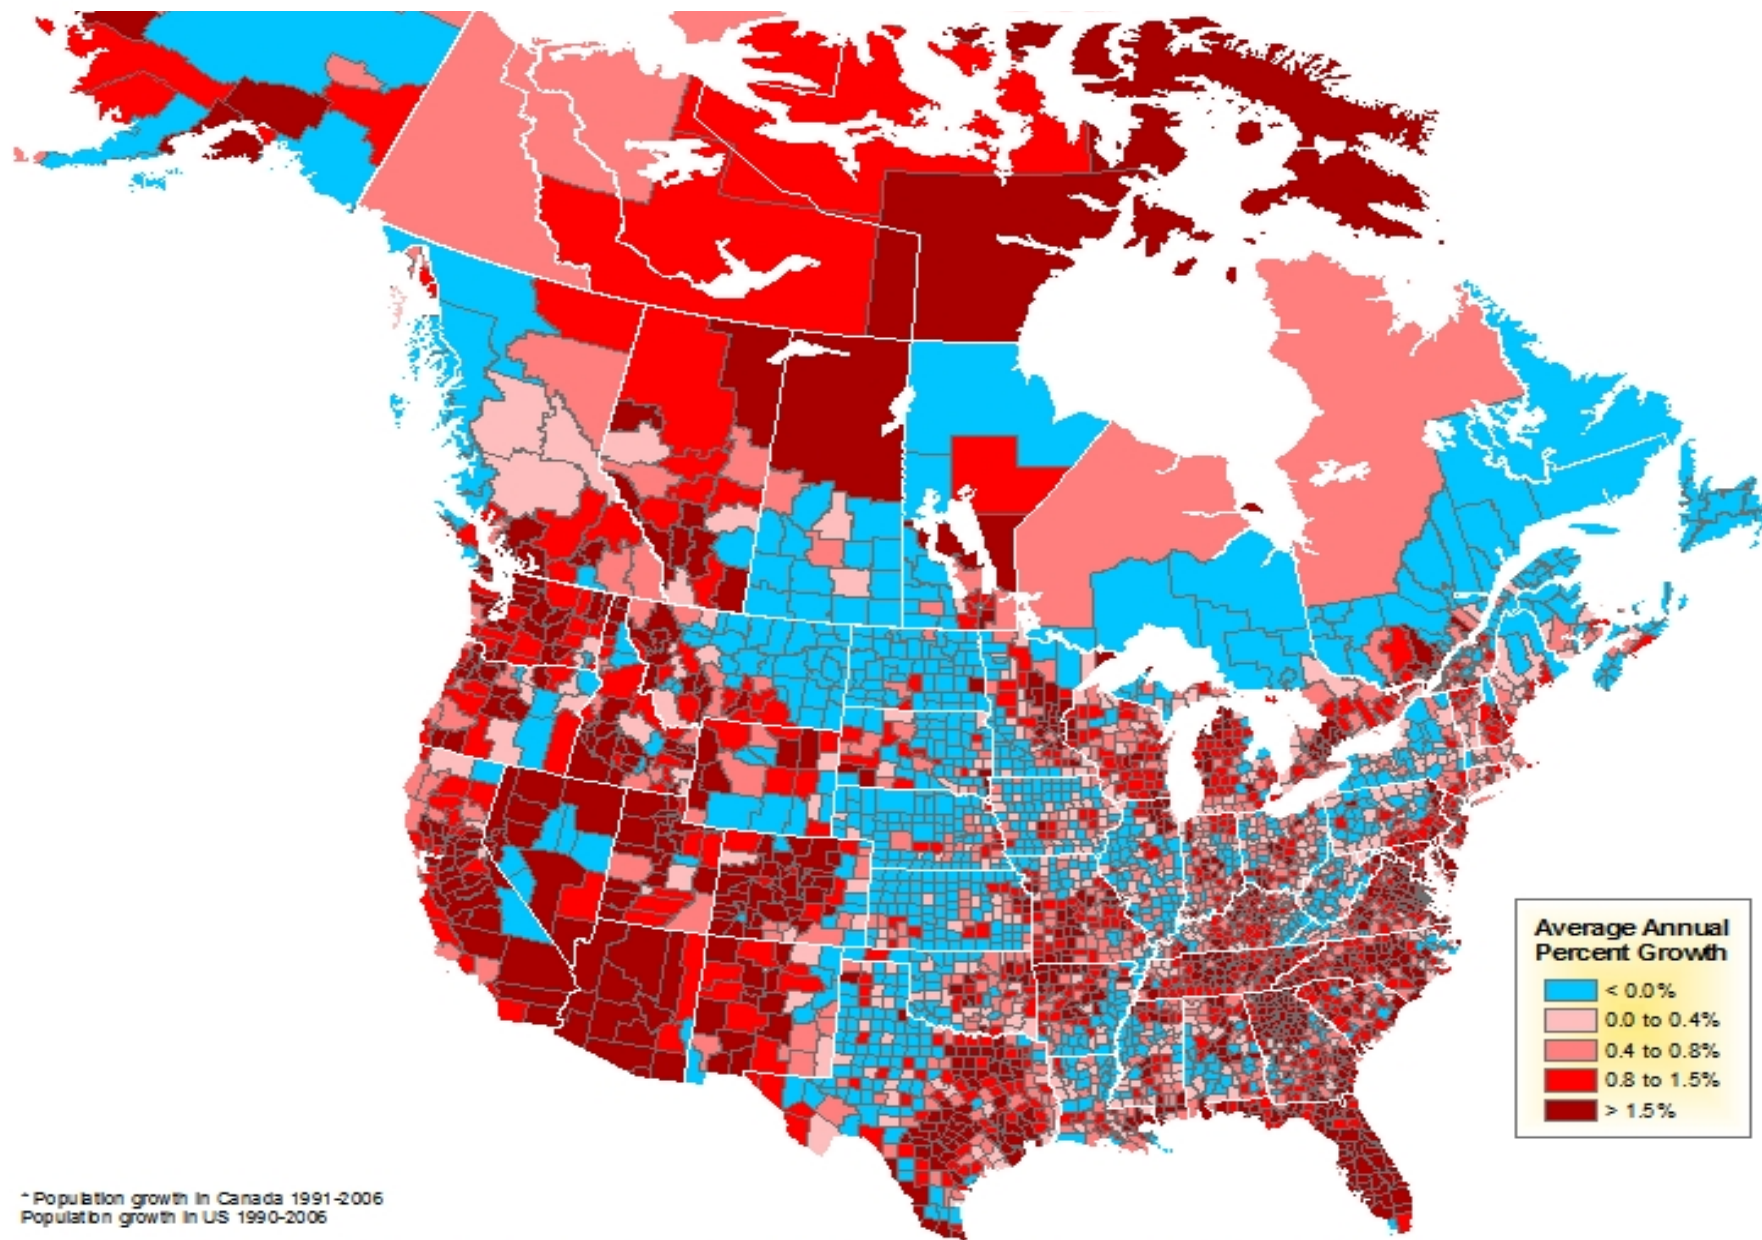 Average Annual
Percent Growth
< 0.0%
0.0 to 0.4%
0.4 to 0.8%
0.8 to 1.5%
> 1.5%
* Population growth in Canada 1991-2006
Population growth in US 1990-2006